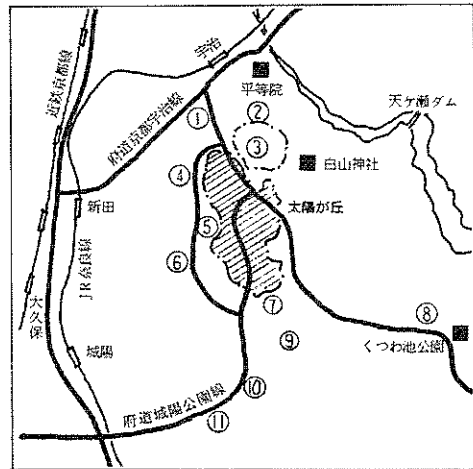 近鉄京都線
宇治
平等院
天ヶ瀬ダム
府道京都宇治線
①
②
③
白山神社
④
太陽が丘
新田
⑤
JR奈良線
⑥
大久保
⑦
⑧
くつわ池公園
城陽
⑨
⑩
府道城陽公園線
⑪